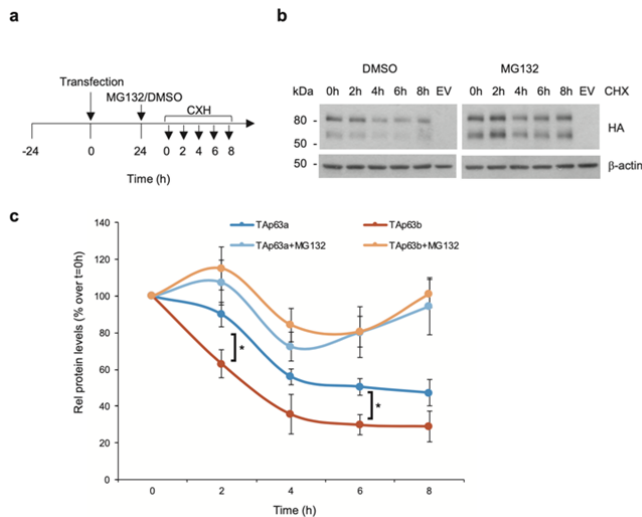 a
Transfection
MG132/DMSO
CXH
-24 0 24 0 2 4 6 8
Time (h)
b
DMSO MG132
kDa 0h 2h 4h 6h 8h EV 0h 2h 4h 6h 8h EV CHX
80
50
HA
50
β-actin
c
TAp63a TAp63b
TAp63a+MG132 TAp63b+MG132
Rel protein levels (% over t=0h)
140
120
100
80
60
40
20
0
*
*
0 2 4 6 8
Time (h)